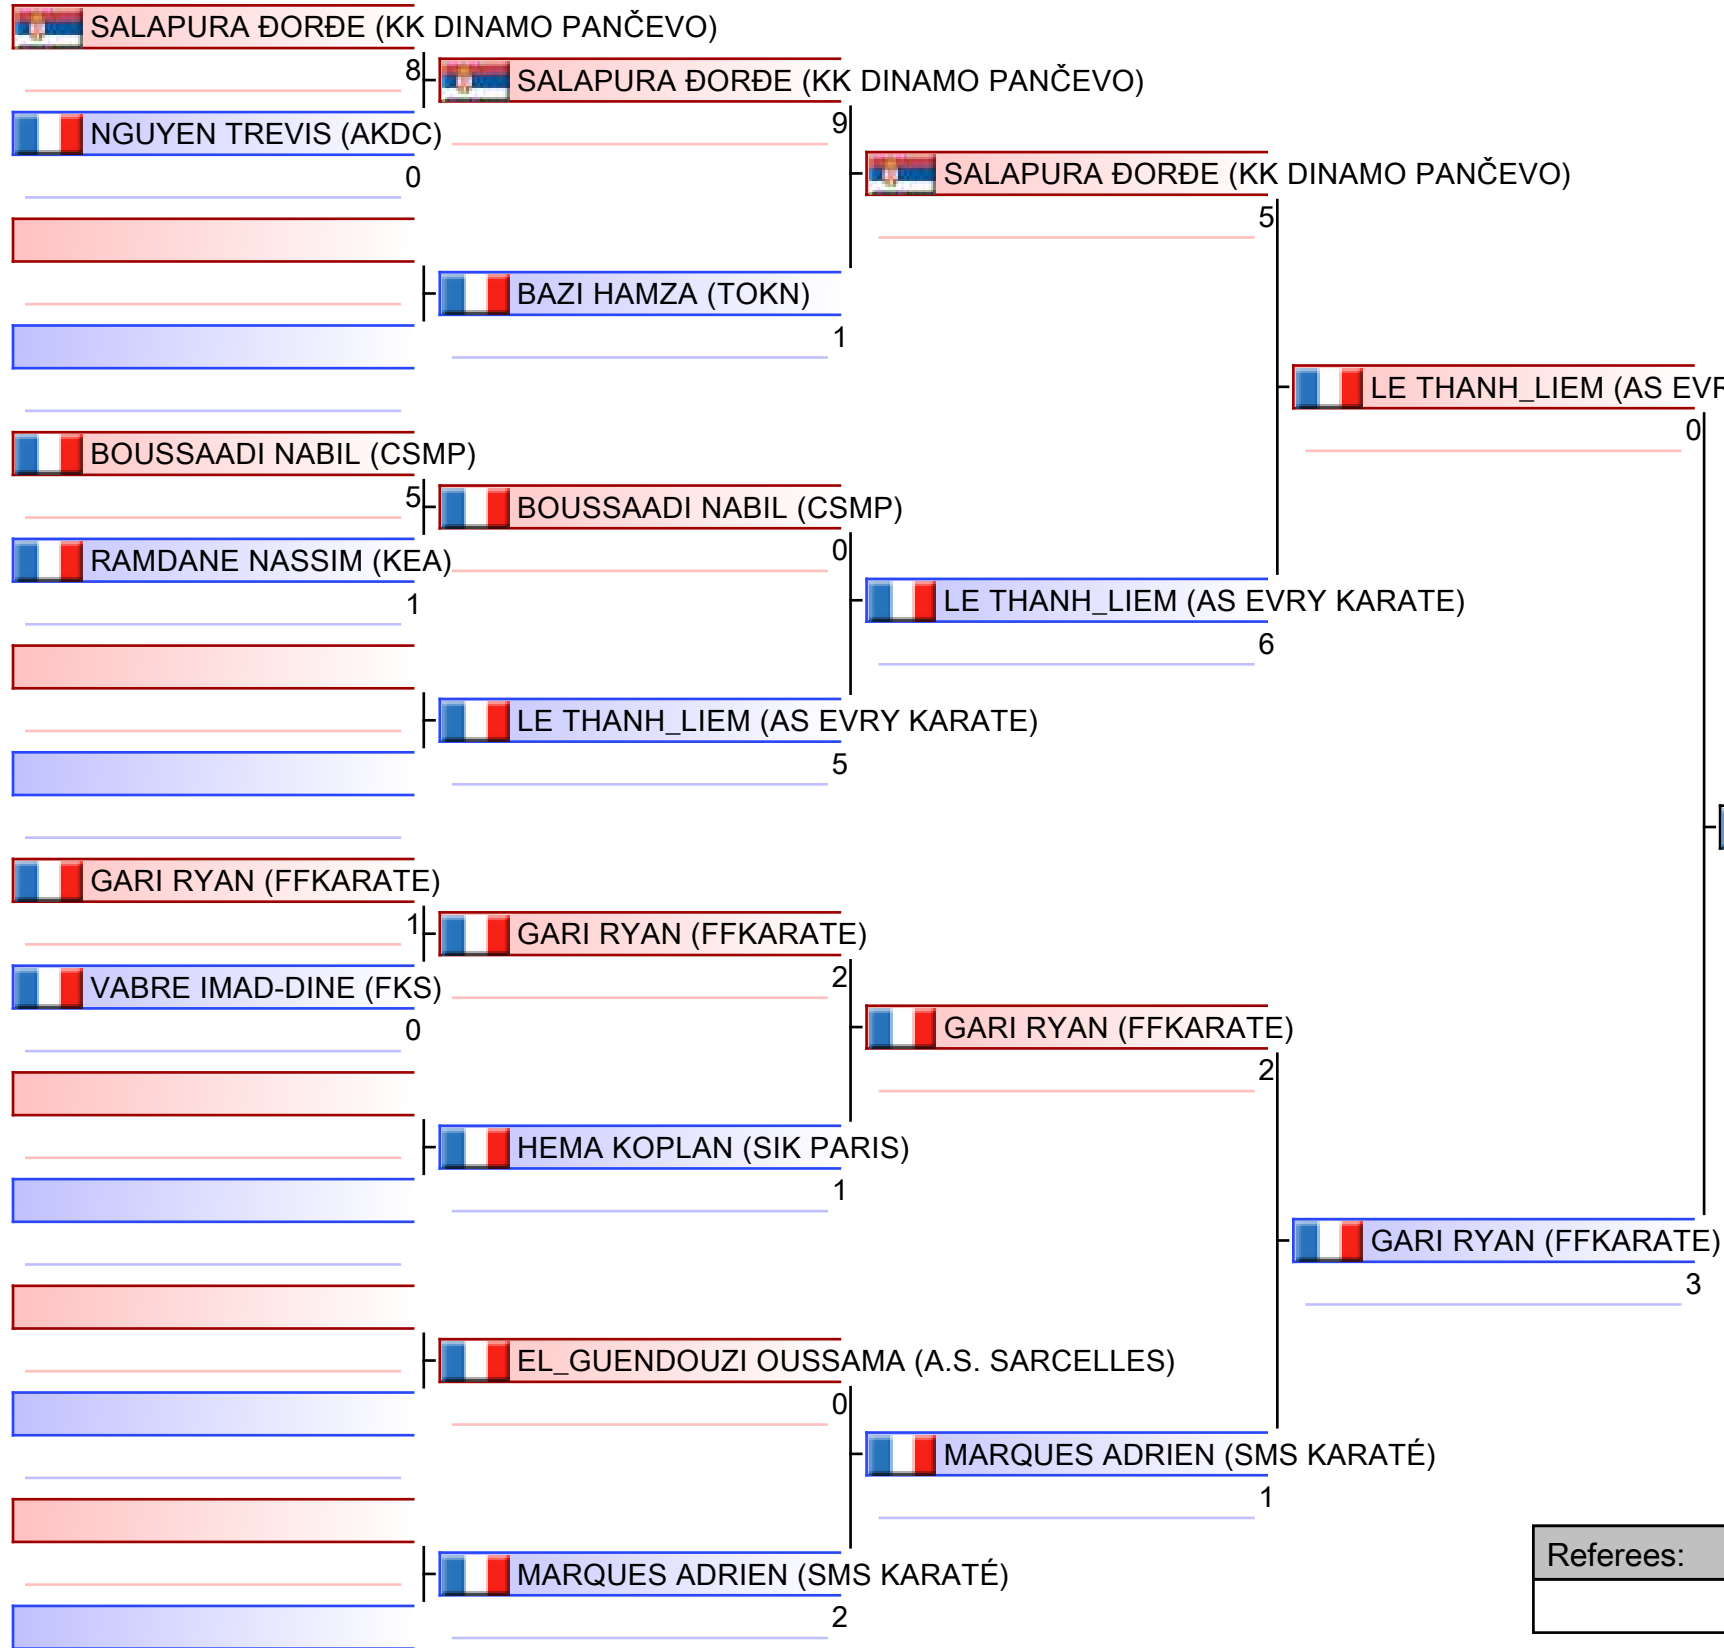 SALAPURA ĐORĐE (KK DINAMO PANČEVO)
8
NGUYEN TREVIS (AKDC)
0
BOUSSAADI NABIL (CSMP)
5
RAMDANE NASSIM (KEA)
1
GARI RYAN (FFKARATE)
1
VABRE IMAD-DINE (FKS)
0
SALAPURA ĐORĐE (KK DINAMO PANČEVO)
9
BAZI HAMZA (TOKN)
1
BOUSSAADI NABIL (CSMP)
0
LE THANH_LIEM (AS EVRY KARATE)
5
GARI RYAN (FFKARATE)
2
HEMA KOPLAN (SIK PARIS)
1
EL_GUENDOUZI OUSSAMA (A.S. SARCELLES)
0
MARQUES ADRIEN (SMS KARATÉ)
2
SALAPURA ĐORĐE (KK DINAMO PANČEVO)
5
LE THANH_LIEM (AS EVRY KARATE)
6
GARI RYAN (FFKARATE)
2
MARQUES ADRIEN (SMS KARATÉ)
1
LE THANH_LIEM (AS EVR
0
GARI RYAN (FFKARATE)
3
Referees: